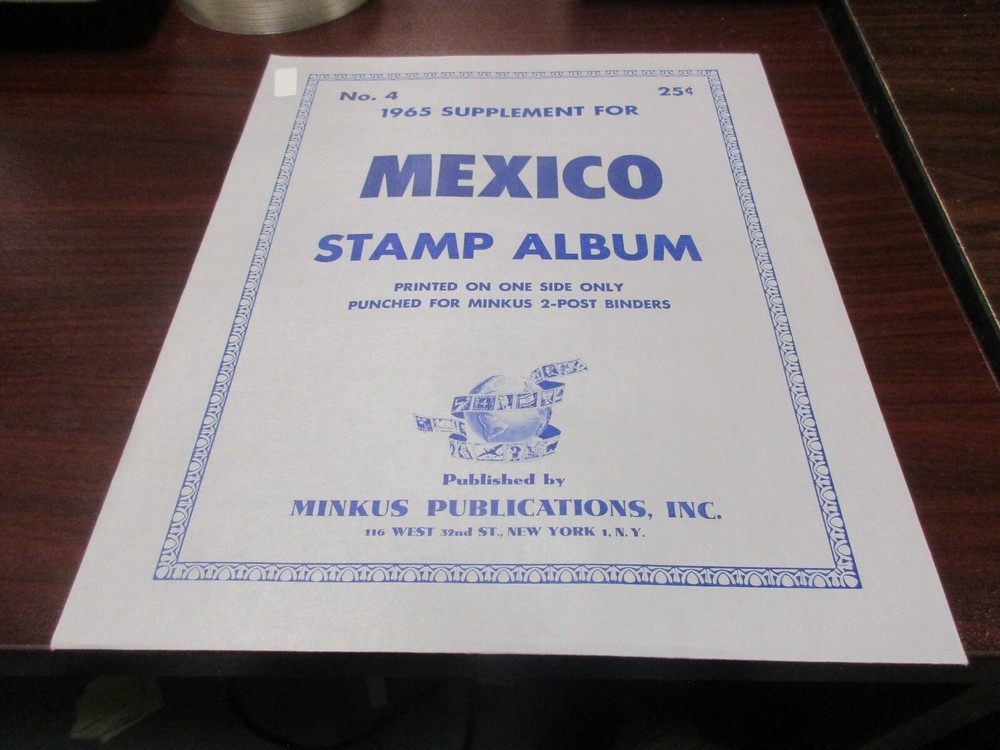 No. 4
25¢
1965 SUPPLEMENT FOR
MEXICO
STAMP ALBUM
PRINTED ON ONE SIDE ONLY
PUNCHED FOR MINKUS 2-POST BINDERS
Published by
MINKUS PUBLICATIONS, INC.
116 WEST 32nd ST., NEW YORK 1, N. Y.